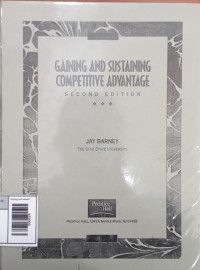 GAINING AND SUSTAINING
COMPETITIVE ADVANTAGE
SECOND EDITION
JAY BARNEY
The Ohio State University
Prentice
Hall
PRENTICE HALL, UPPER SADDLE RIVER, NJ 07458